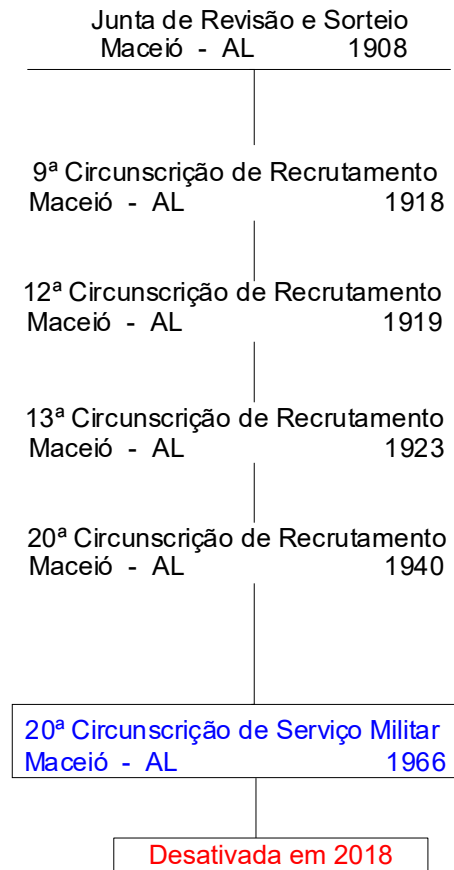 Junta de Revisão e Sorteio
Maceió - AL 1908
9ª Circunscrição de Recrutamento
Maceió - AL 1918
12ª Circunscrição de Recrutamento
Maceió - AL 1919
13ª Circunscrição de Recrutamento
Maceió - AL 1923
20ª Circunscrição de Recrutamento
Maceió - AL 1940
20ª Circunscrição de Serviço Militar
Maceió - AL 1966
Desativada em 2018